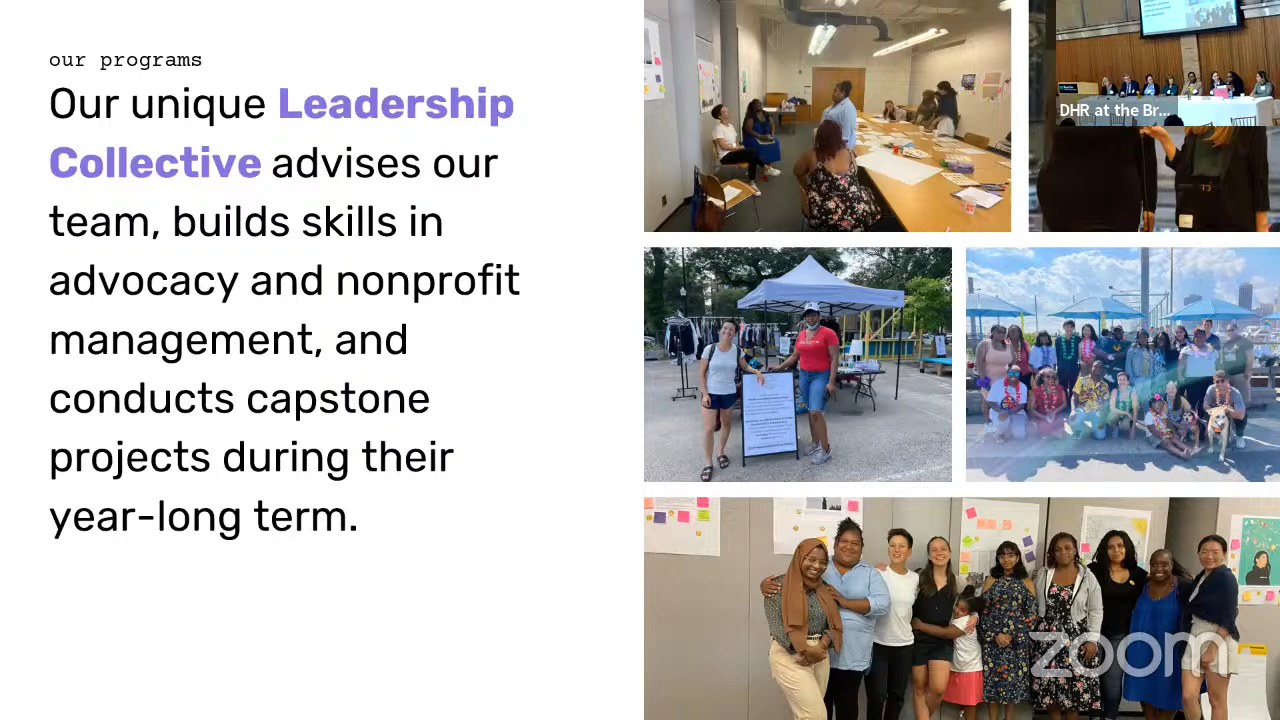 our programs
Our unique Leadership
Collective advises our
team, builds skills in
advocacy and nonprofit
management, and
conducts capstone
projects during their
year-long term.
DHR at the Br...
zoom